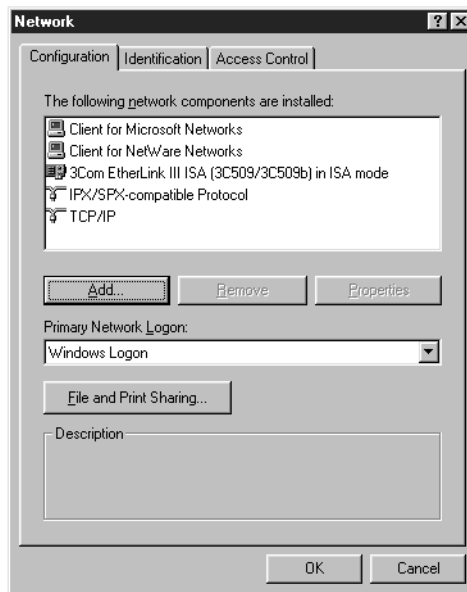 Network
Configuration Identification Access Control
The following network components are installed:
Client for Microsoft Networks
Client for NetWare Networks
3Com EtherLink III ISA (3C509/3C509b) in ISA mode
IPX/SPX-compatible Protocol
TCP/IP
Add... Remove Properties
Primary Network Logon:
Windows Logon
File and Print Sharing...
Description
OK Cancel